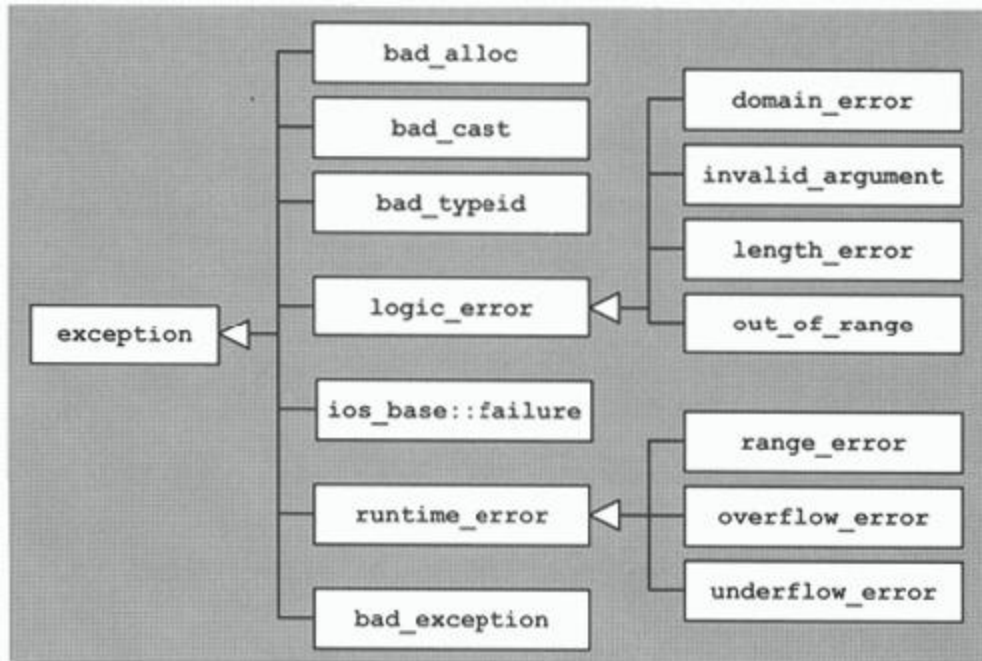 exception
bad_alloc
bad_cast
bad_typeid
logic_error
ios_base::failure
runtime_error
bad_exception
domain_error
invalid_argument
length_error
out_of_range
range_error
overflow_error
underflow_error